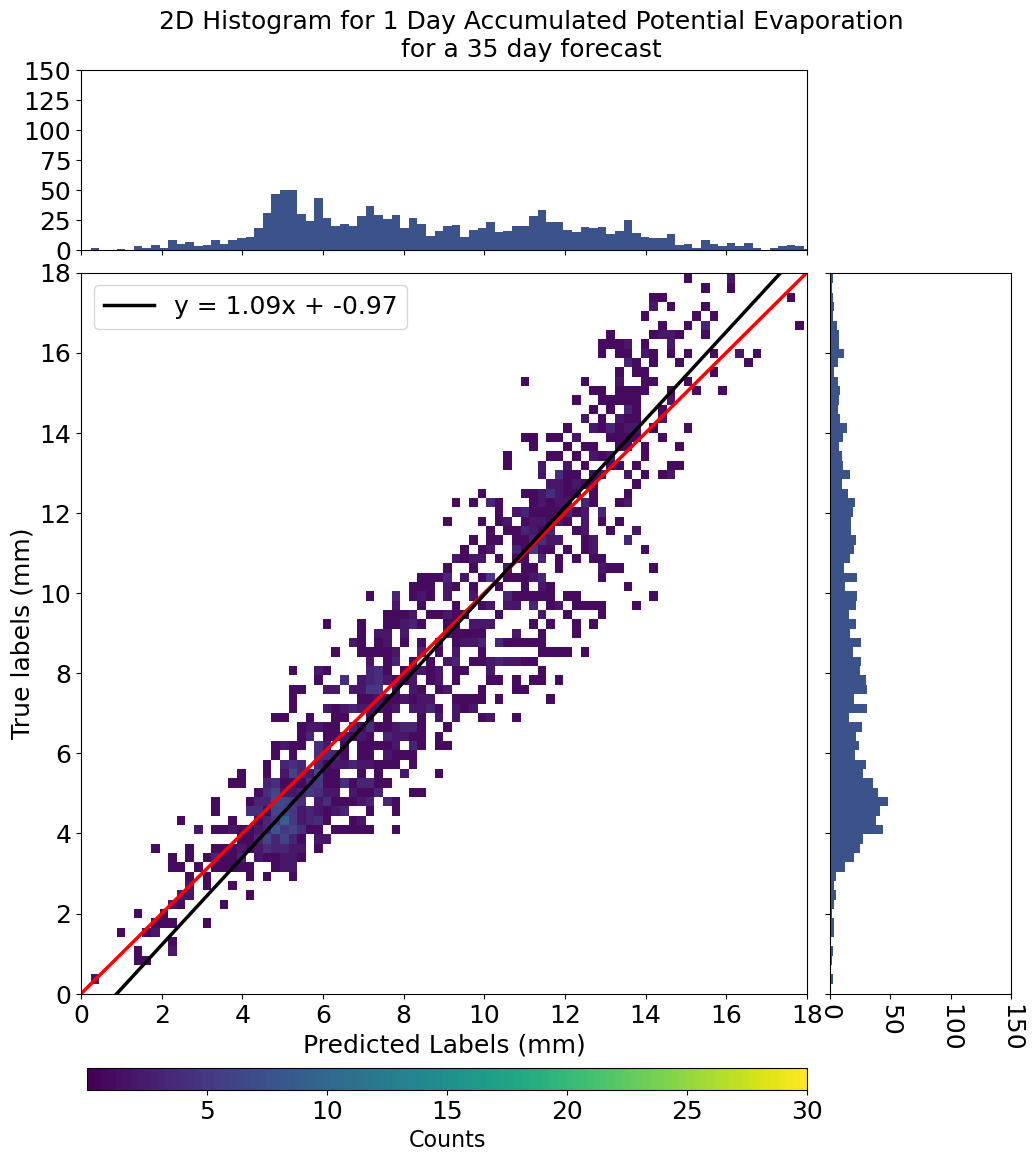 2D Histogram for 1 Day Accumulated Potential Evaporation
for a 35 day forecast
150
125
100
75
50
25
0
18
16
14
12
10
8
6
4
2
0
True labels (mm)
y = 1.09x + -0.97
0 2 4 6 8 10 12 14 16 18
Predicted Labels (mm)
0 50 100 150
5 10 15 20 25 30
Counts